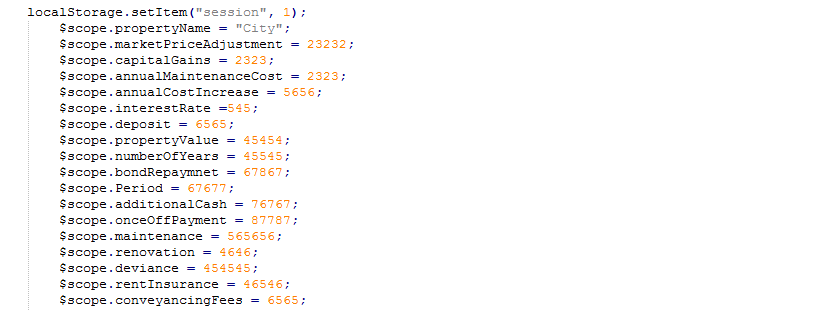 localStorage.setItem("session", 1);
$scope.propertyName = "City";
$scope.marketPriceAdjustment = 23232;
$scope.capitalGains = 2323;
$scope.annualMaintenanceCost = 2323;
$scope.annualCostIncrease = 5656;
$scope.interestRate =545;
$scope.deposit = 6565;
$scope.propertyValue = 45454;
$scope.numberOfYears = 45545;
$scope.bondRepaymnet = 67867;
$scope.Period = 67677;
$scope.additionalCash = 76767;
$scope.onceOffPayment = 87787;
$scope.maintenance = 565656;
$scope.renovation = 4646;
$scope.deviance = 454545;
$scope.rentInsurance = 46546;
$scope.conveyancingFees = 6565;